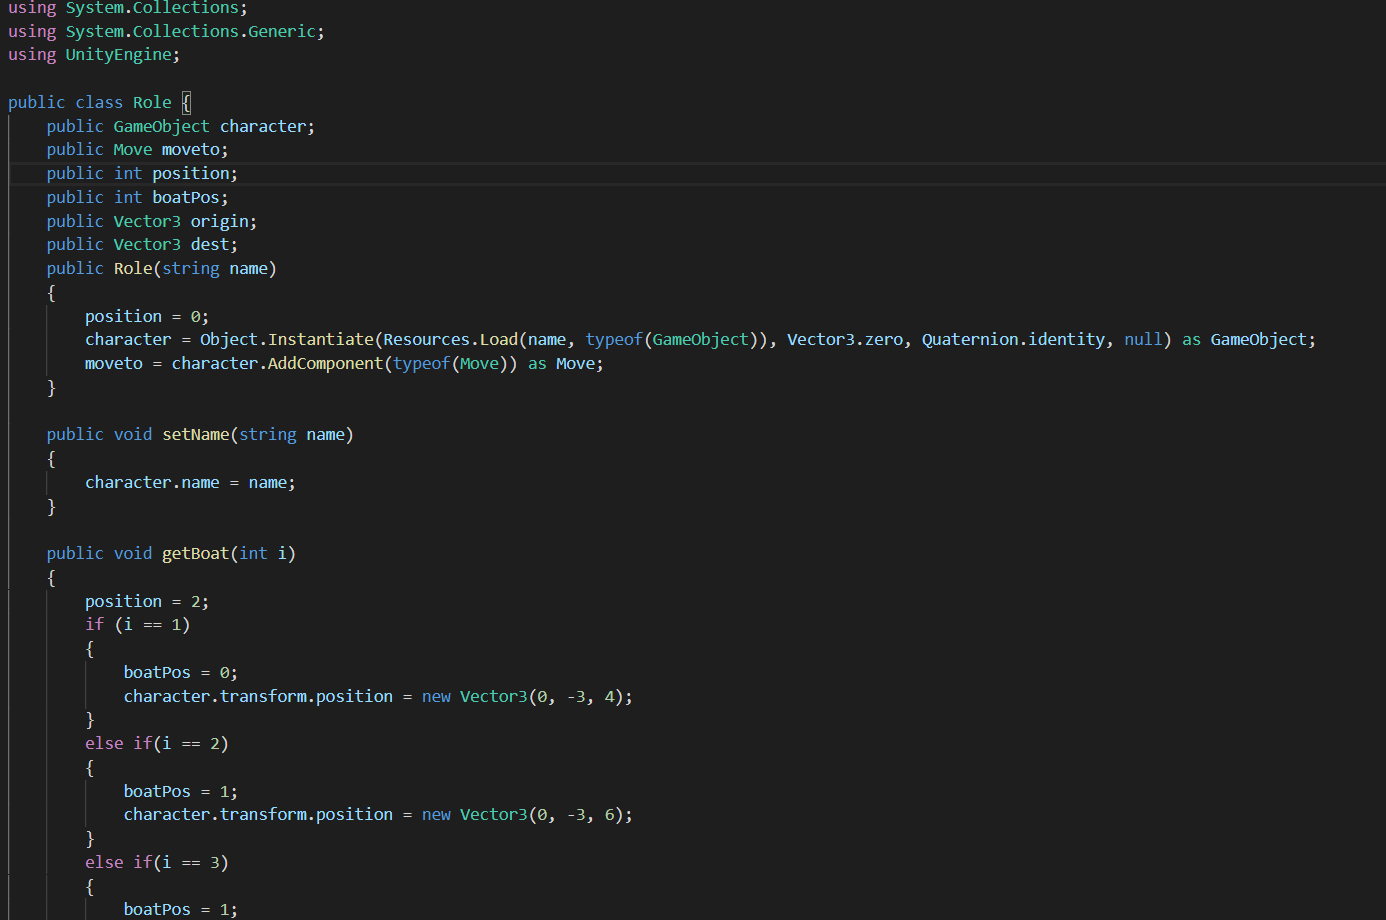 using System.Collections;
using System.Collections.Generic;
using UnityEngine;
public class Role {
public GameObject character;
public Move moveto;
public int position;
public int boatPos;
public Vector3 origin;
public Vector3 dest;
public Role(string name)
{
position = 0;
character = Object.Instantiate(Resources.Load(name, typeof(GameObject)), Vector3.zero, Quaternion.identity, null) as GameObject;
moveto = character.AddComponent(typeof(Move)) as Move;
}
public void setName(string name)
{
character.name = name;
}
public void getBoat(int i)
{
position = 2;
if (i == 1)
{
boatPos = 0;
character.transform.position = new Vector3(0, -3, 4);
}
else if(i == 2)
{
boatPos = 1;
character.transform.position = new Vector3(0, -3, 6);
}
else if(i == 3)
{
boatPos = 1;